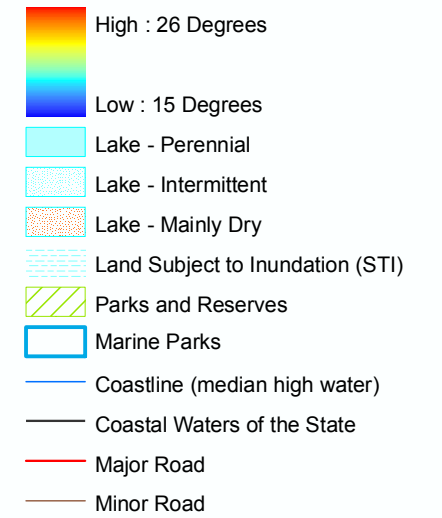 High : 26 Degrees
Low : 15 Degrees
Lake - Perennial
Lake - Intermittent
Lake - Mainly Dry
Land Subject to Inundation (STI)
Parks and Reserves
Marine Parks
Coastline (median high water)
Coastal Waters of the State
Major Road
Minor Road